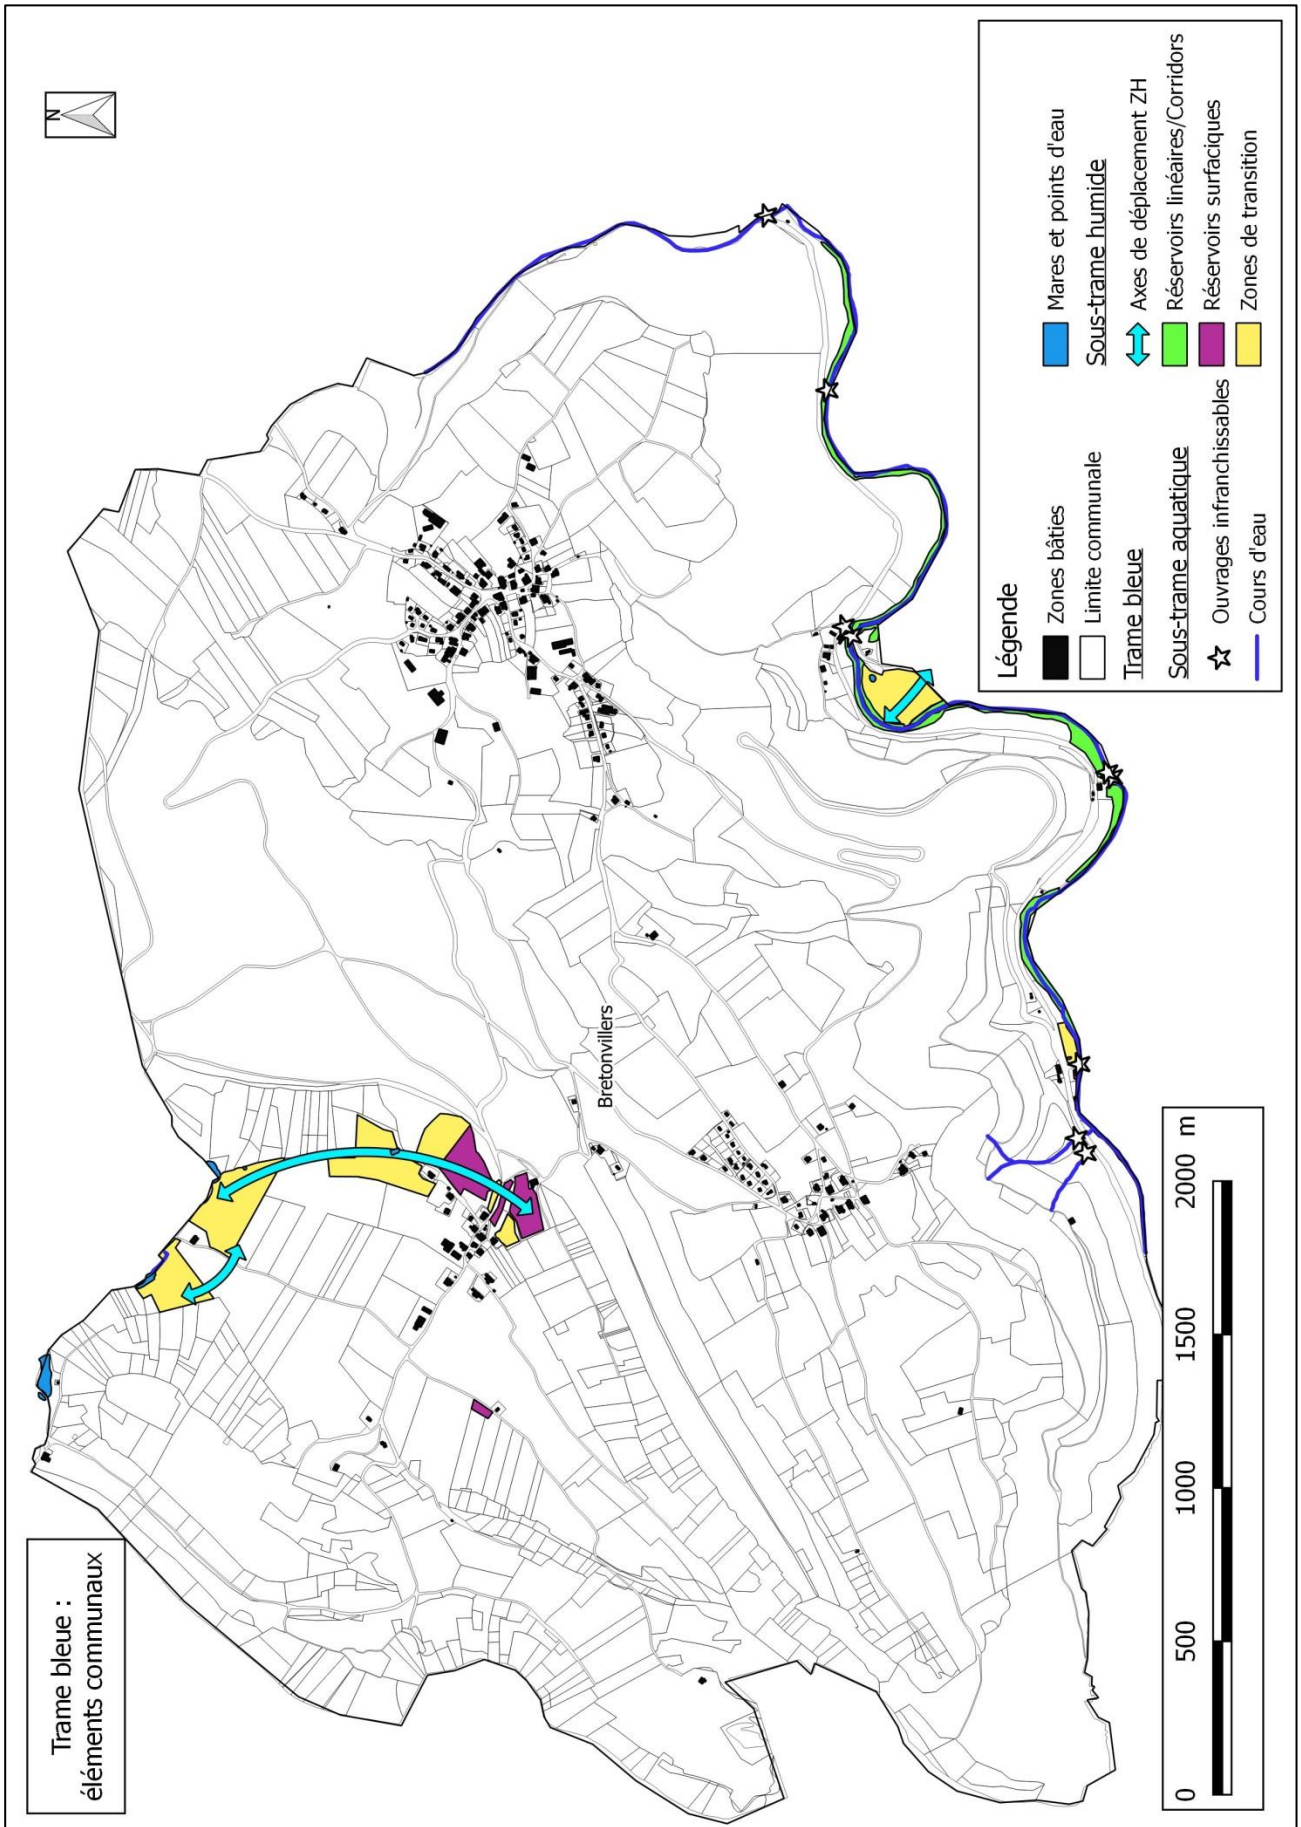 Trame bleue :
éléments communaux
N
Bretonvillers
Légende
Zones bâties
Limite communale
Trame bleue
Sous-trame aquatique
Ouvrages infranchissables
Cours d'eau
Mares et points d'eau
Sous-trame humide
Axes de déplacement ZH
Réservoirs linéaires/Corridors
Réservoirs surfaciques
Zones de transition
0 500 1000 1500 2000 m